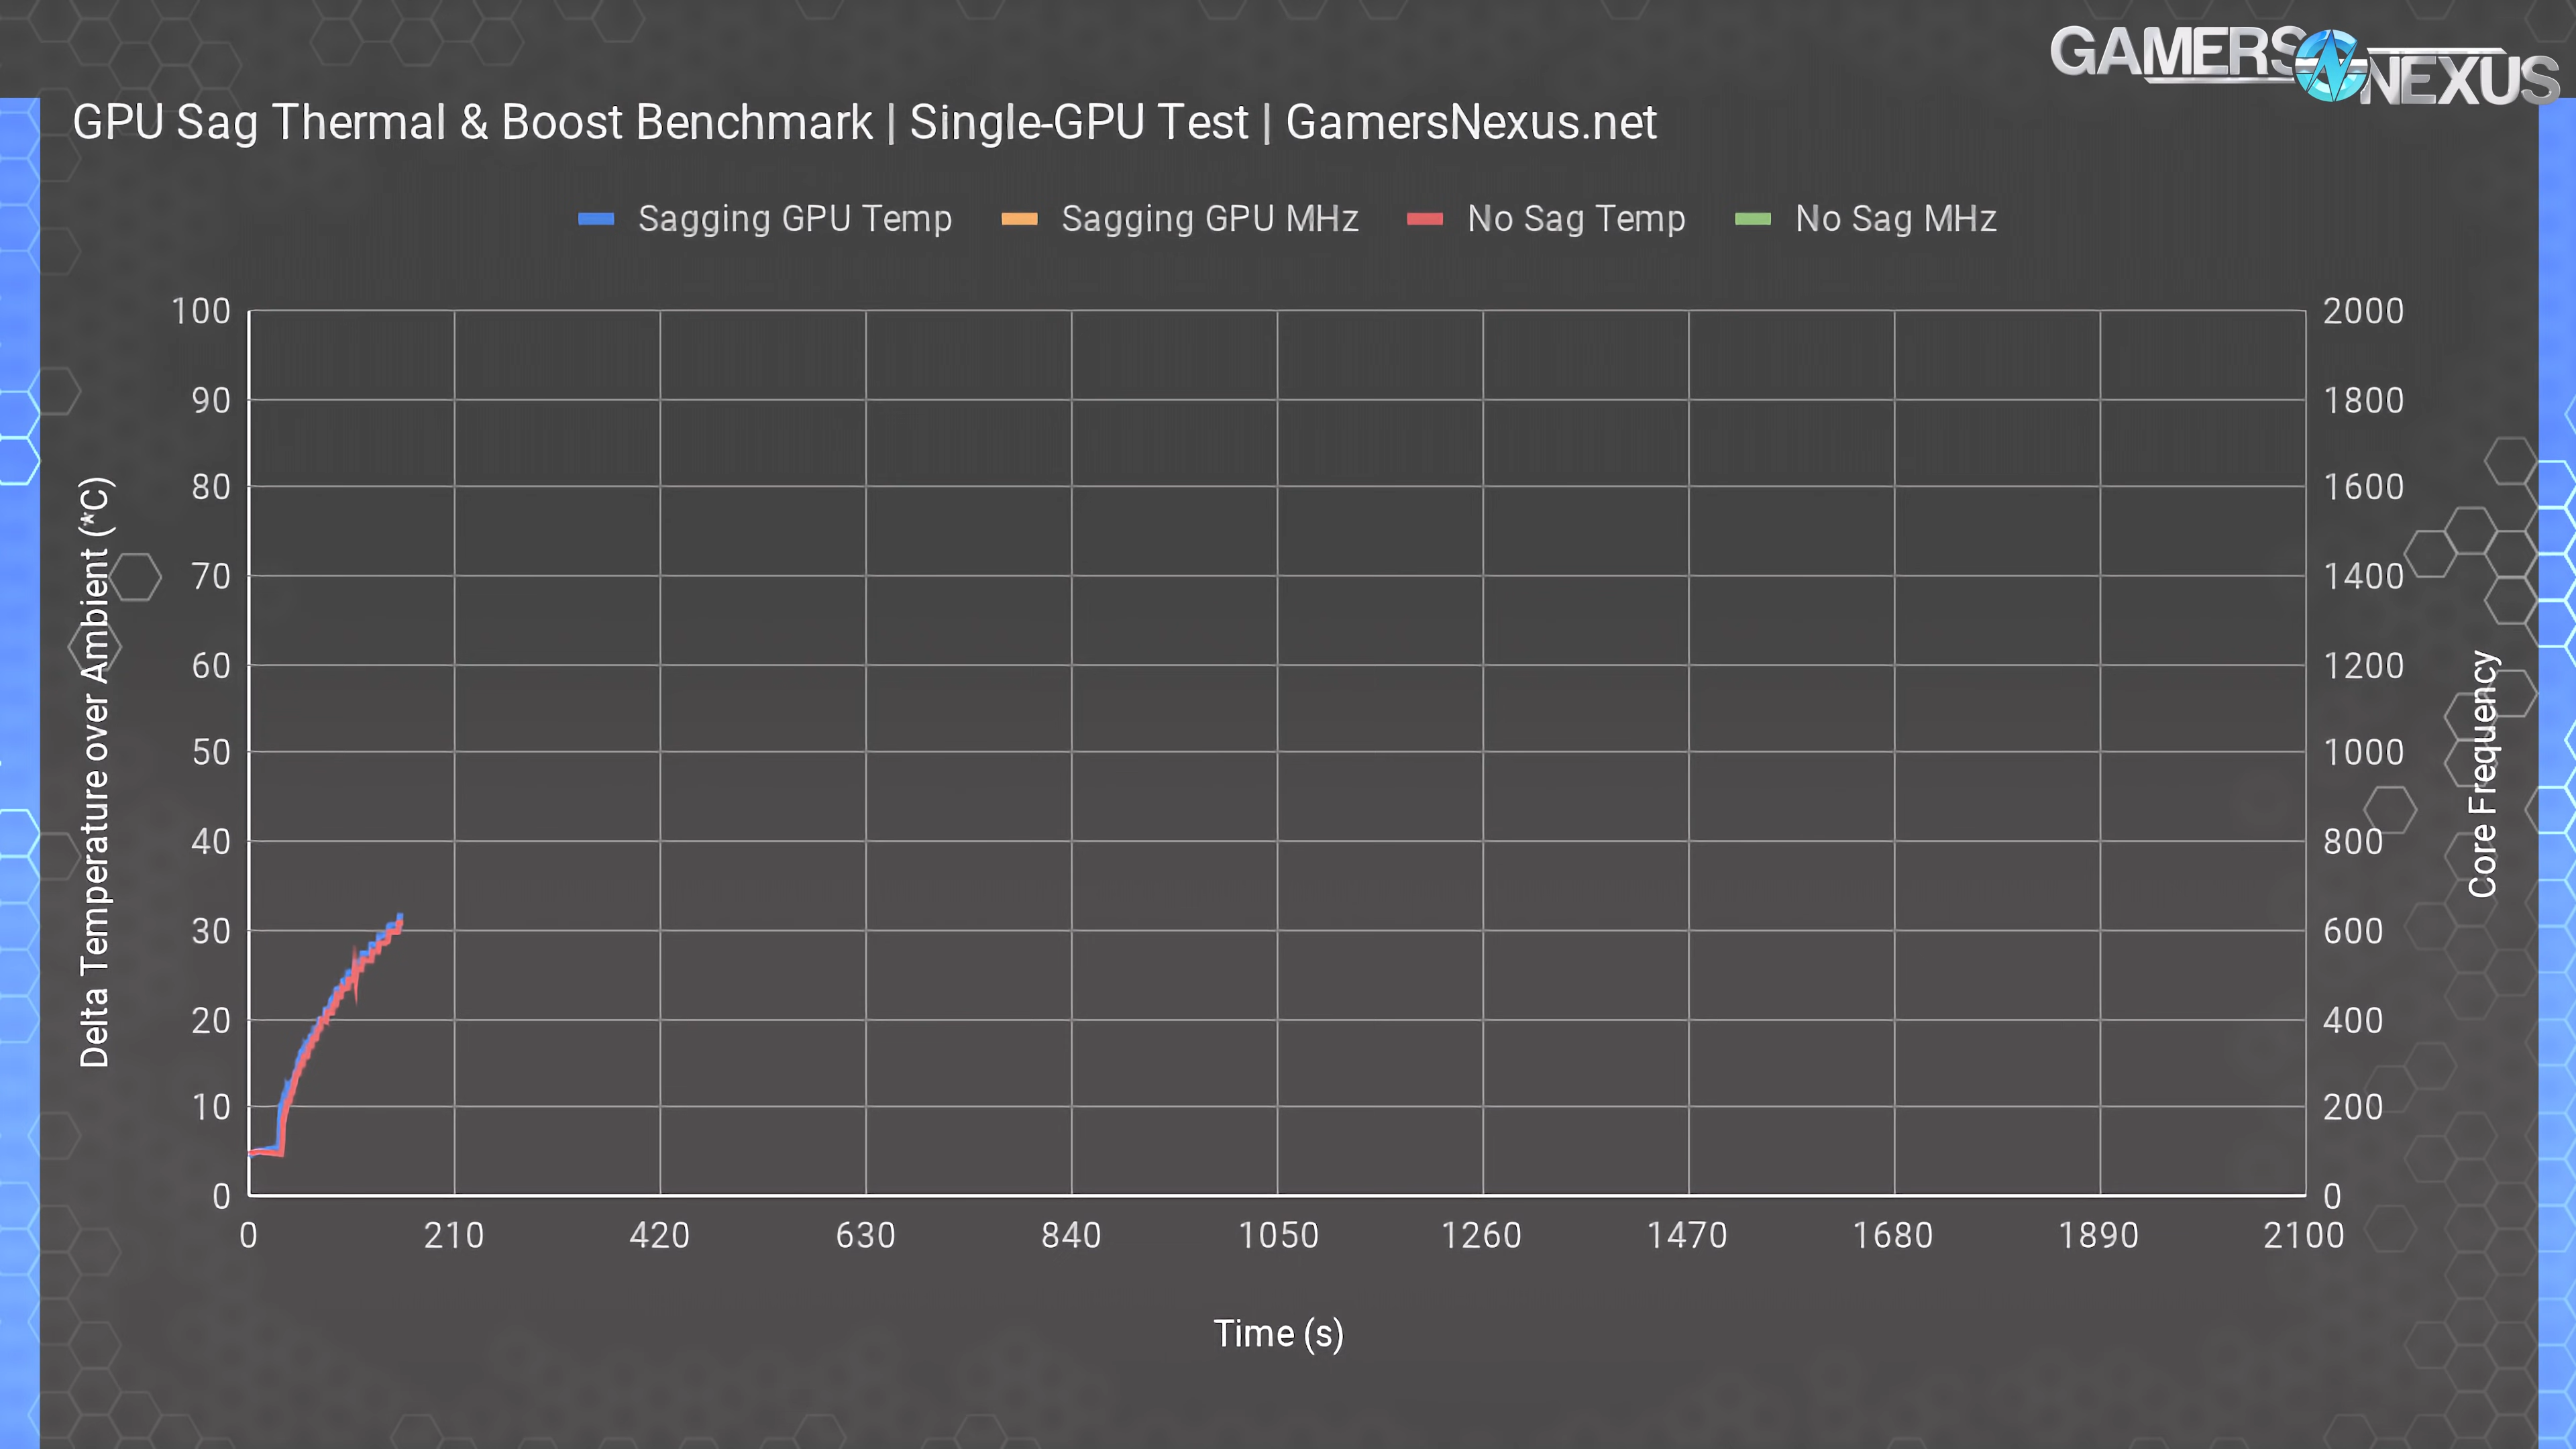 GAMERS NEXUS
GPU Sag Thermal & Boost Benchmark | Single-GPU Test | GamersNexus.net
Sagging GPU Temp Sagging GPU MHz No Sag Temp No Sag MHz
100 2000
90 1800
80 1600
70 1400
60 1200
50 1000
40 800
30 600
20 400
10 200
0 0
0 210 420 630 840 1050 1260 1470 1680 1890 2100
Delta Temperature over Ambient (*C)
Core Frequency
Time (s)